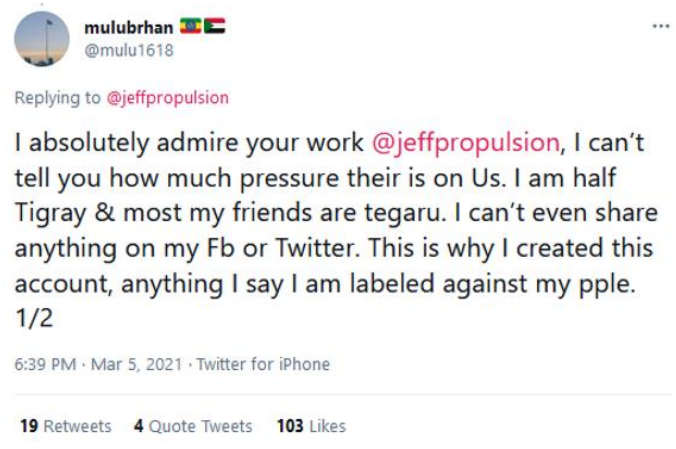 mulubrhan 🇪🇹🇸🇩
@mulu1618
Replying to @jeffpropulsion
I absolutely admire your work @jeffpropulsion, I can't
tell you how much pressure their is on Us. I am half
Tigray & most my friends are tegaru. I can't even share
anything on my Fb or Twitter. This is why I created this
account, anything I say I am labeled against my pple.
1/2
6:39 PM · Mar 5, 2021 · Twitter for iPhone
19 Retweets 4 Quote Tweets 103 Likes